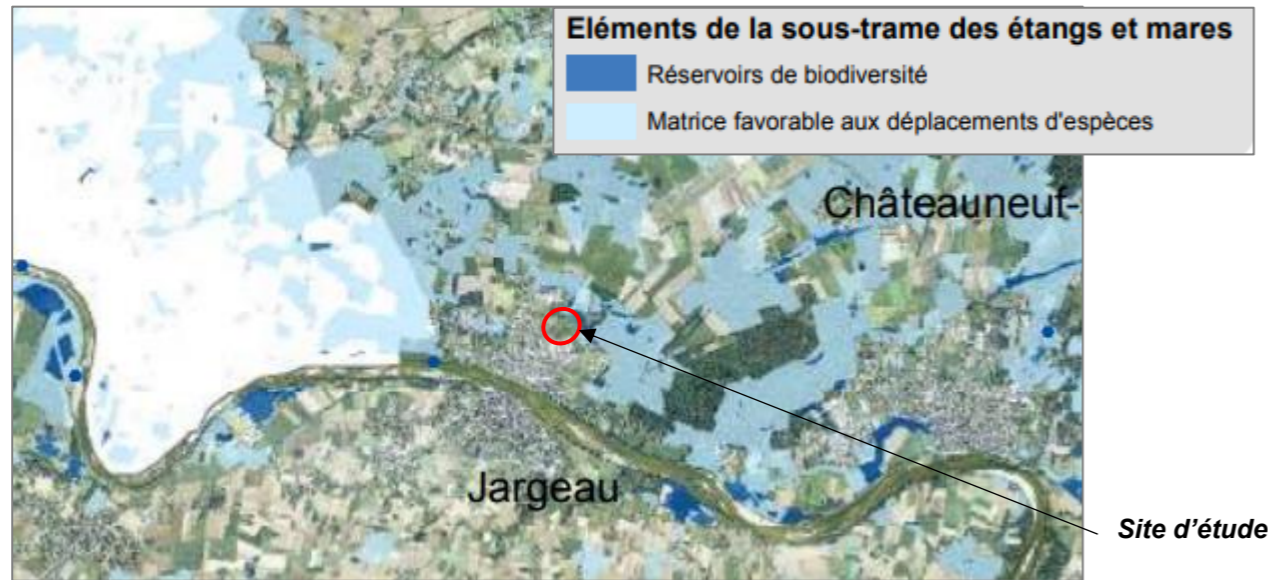 Eléments de la sous-trame des étangs et mares
Réservoirs de biodiversité
Matrice favorable aux déplacements d'espèces
Châteauneuf-
Jargeau
Site d'étude